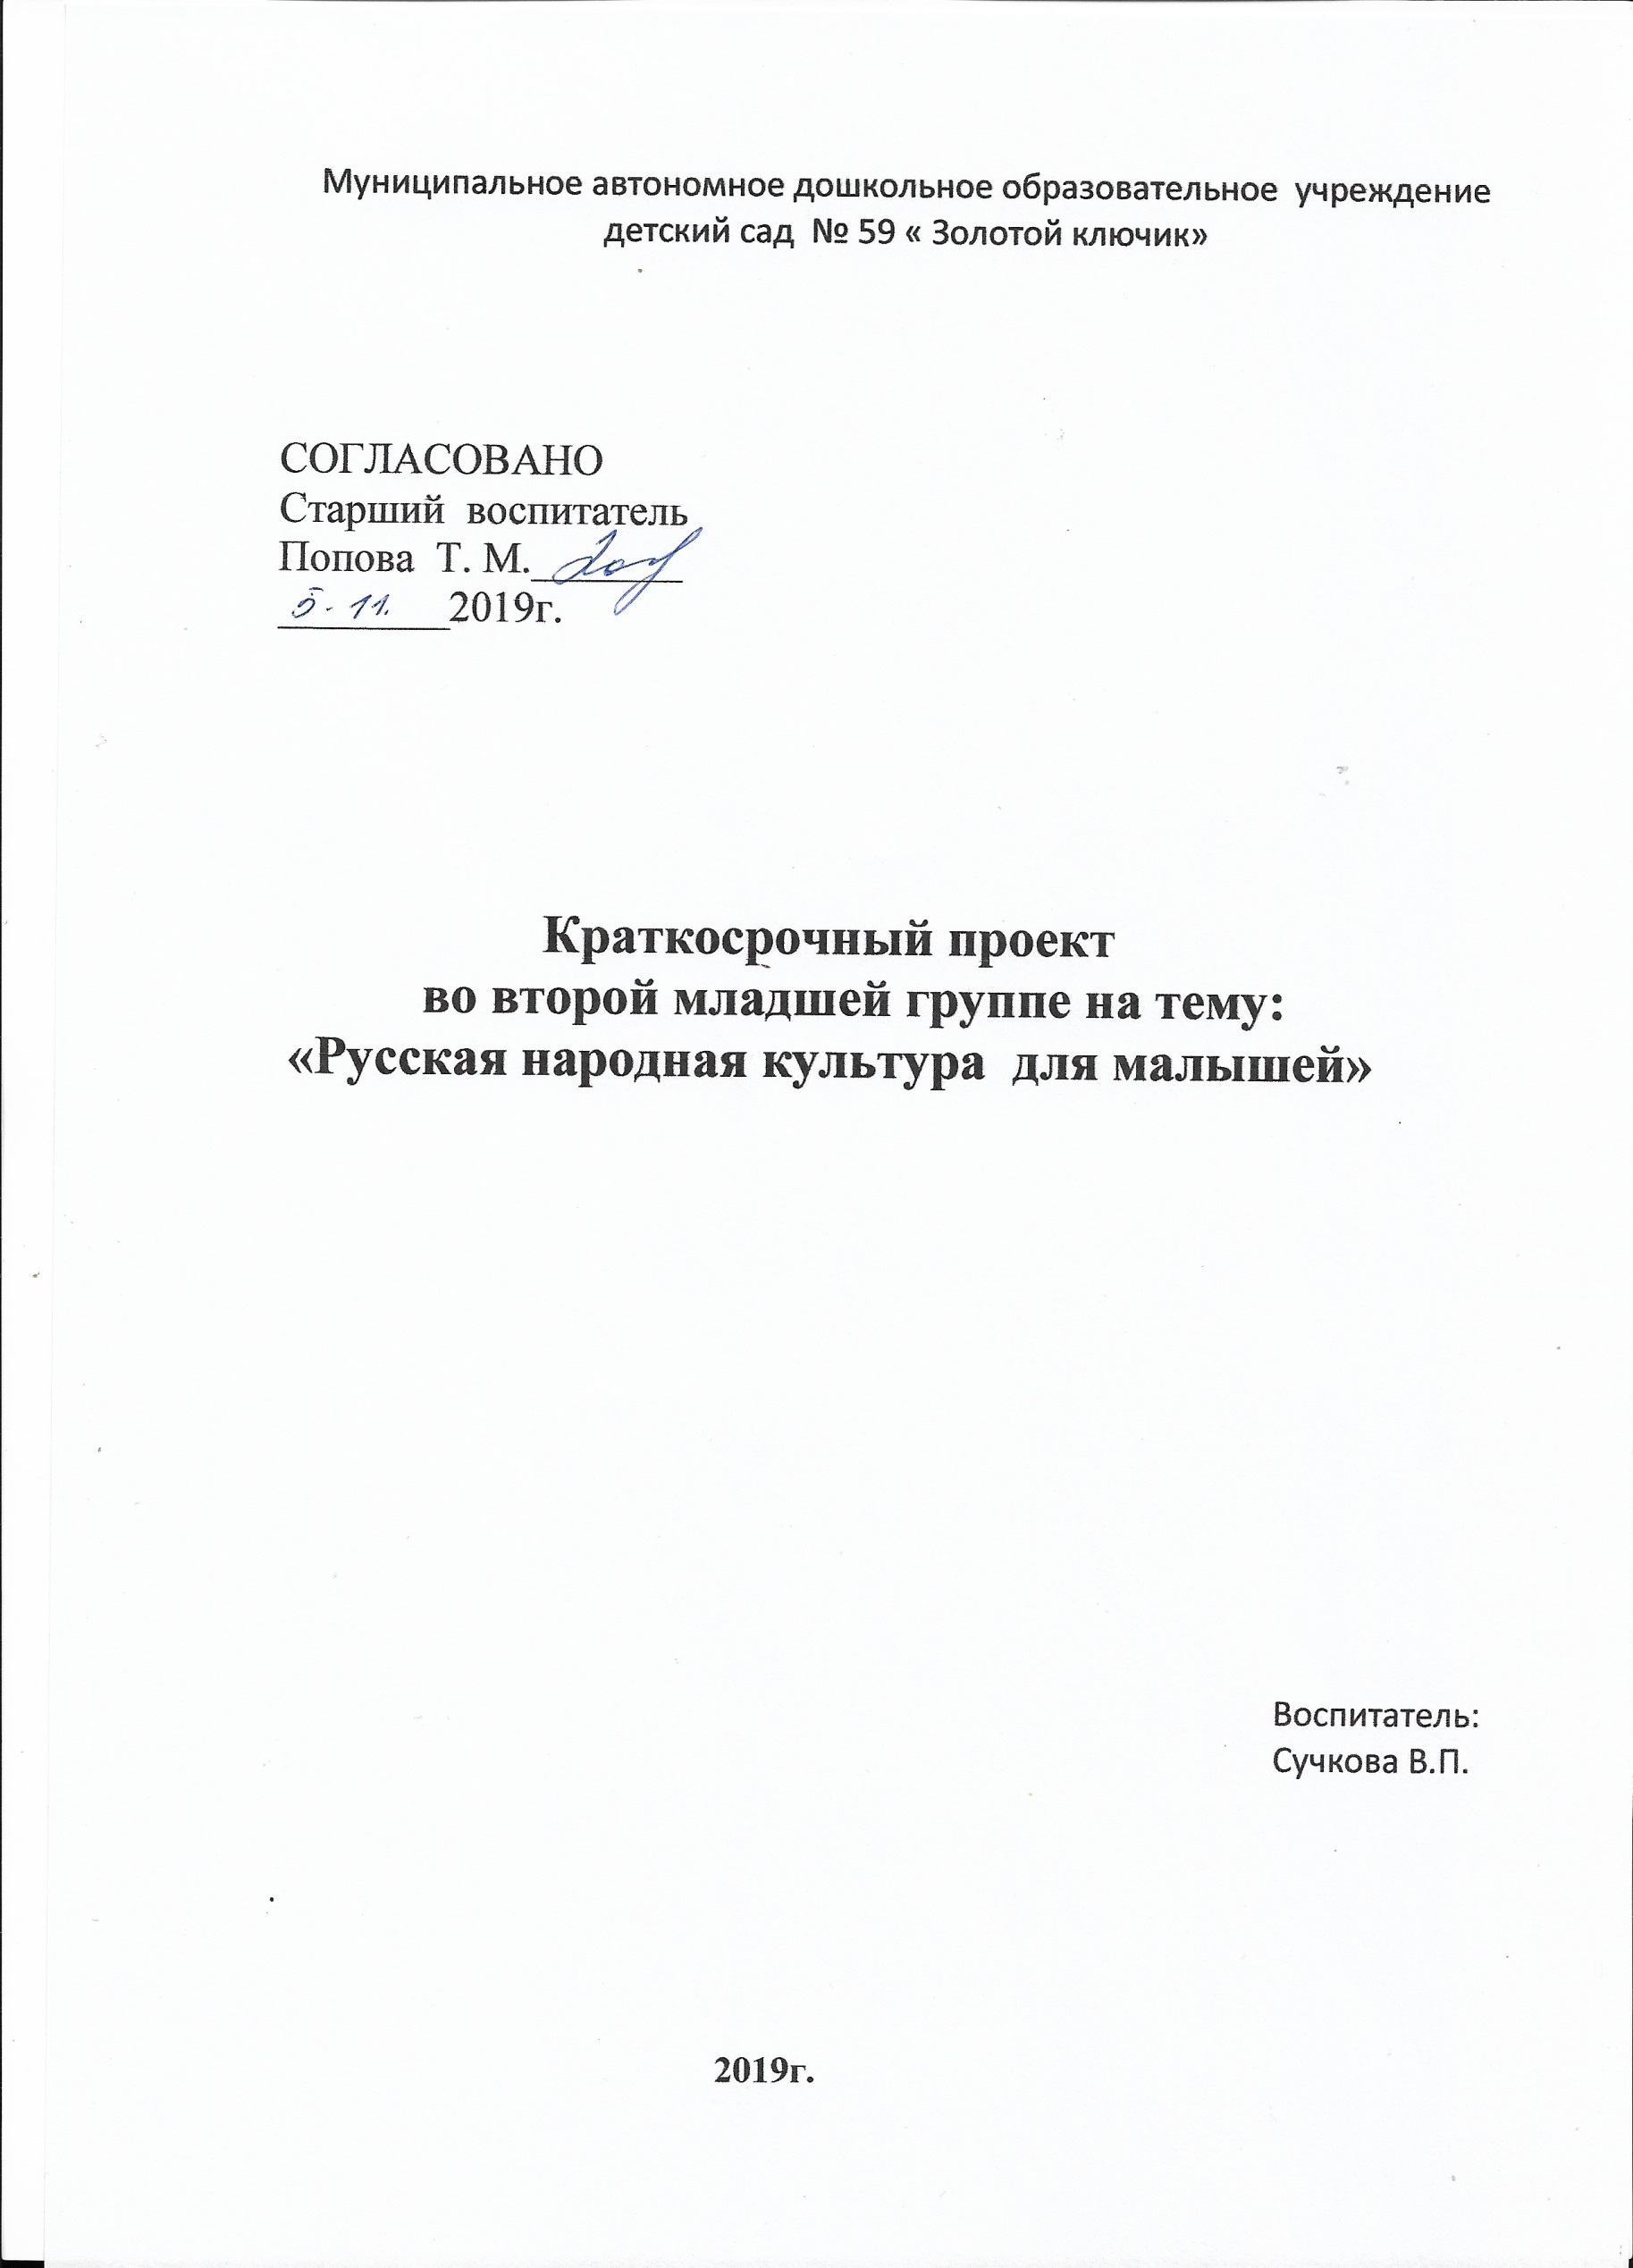 Муниципальное автономное дошкольное образовательное учреждение
детский сад № 59 « Золотой ключик»
СОГЛАСОВАНО
Старший воспитатель
Попова Т. М.
5. 11. 2019г.
Краткосрочный проект
во второй младшей группе на тему:
«Русская народная культура для малышей»
Воспитатель:
Сучкова В.П.
2019г.